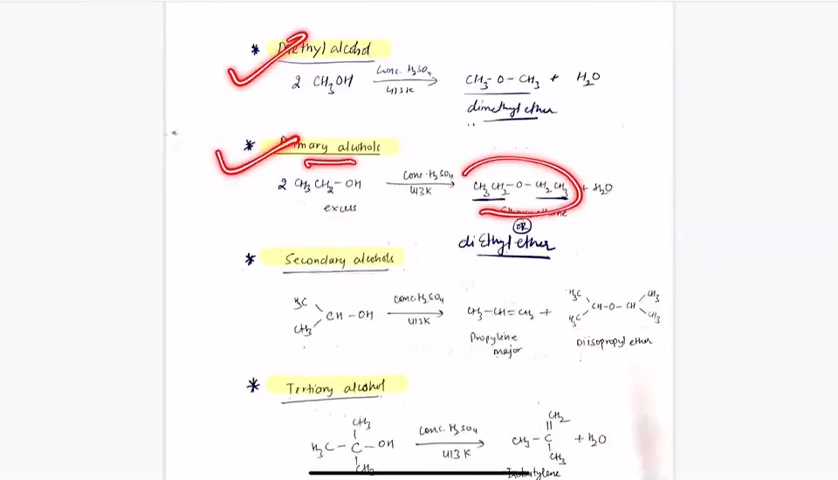 * Diethyl alcohol
2 CH₃OH Conc. H₂SO₄ 413K CH₃-O-CH₃ + H₂O
dimethyl ether
* Primary alcohols
2 CH₃CH₂-OH Conc. H₂SO₄ 413K CH₃CH₂-O-CH₂CH₃ + H₂O
excess
OR
diEthyl ether
* Secondary alcohols
H₃C CH₃ CH-OH Conc. H₂SO₄ 413K CH₃-CH=CH₂ + H₃C H₃C CH-O-CH CH₃ CH₃
Propylene Diisopropyl ether
major
* Tertiary alcohol
CH₃ CH₂
H₃C-C-OH Conc. H₂SO₄ 413K CH₃-C + H₂O
CH₃ CH₃
Isobutylene